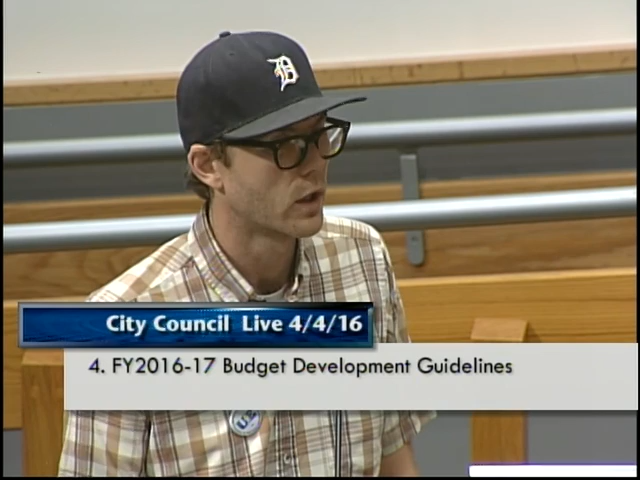 D
City Council Live 4/4/16
4. FY2016-17 Budget Development Guidelines